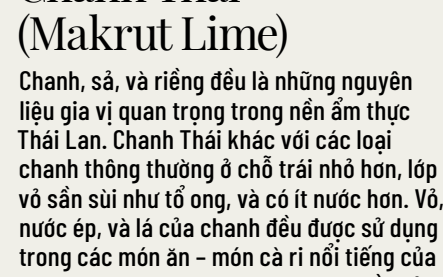 (Makrut Lime)
Chanh, sả, và riềng đều là những nguyên
liệu gia vị quan trọng trong nền ẩm thực
Thái Lan. Chanh Thái khác với các loại
chanh thông thường ở chỗ trái nhỏ hơn, lớp
vỏ sần sùi như tổ ong, và có ít nước hơn. Vỏ,
nước ép, và lá của chanh đều được sử dụng
trong các món ăn – món cà ri nổi tiếng của